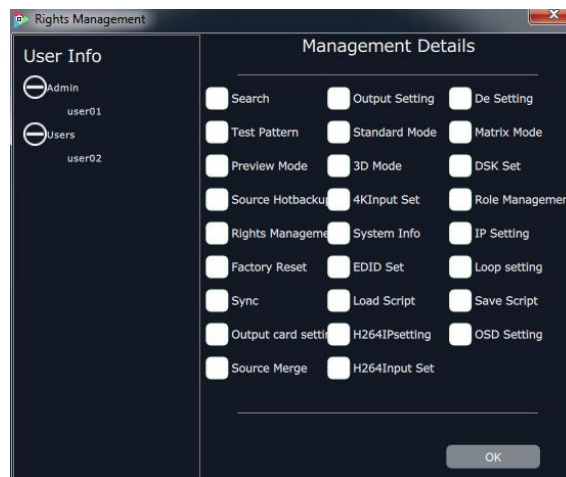 Rights Management
User Info
Admin
user01
Users
user02
Management Details
Search Output Setting De Setting
Test Pattern Standard Mode Matrix Mode
Preview Mode 3D Mode DSK Set
Source Hotbackup 4KInput Set Role Managemen
Rights Manageme System Info IP Setting
Factory Reset EDID Set Loop setting
Sync Load Script Save Script
Output card settin H264IPsetting OSD Setting
Source Merge H264Input Set
OK